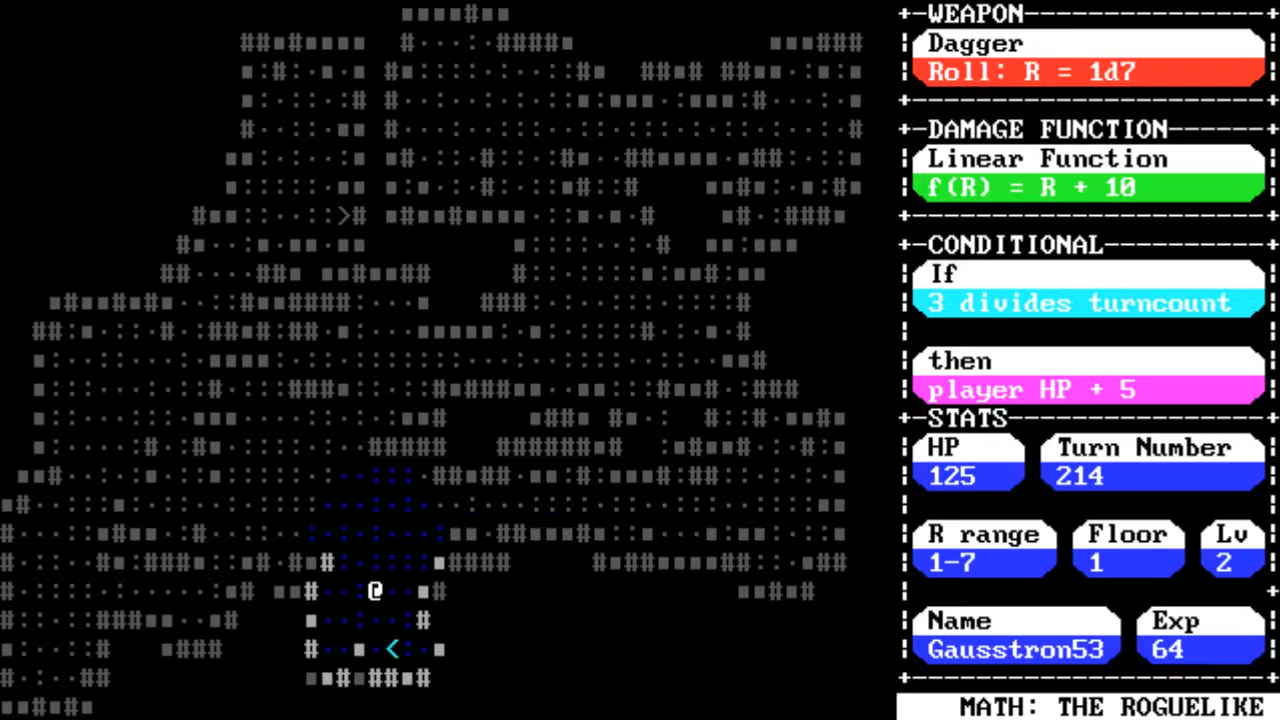 WEAPON
Dagger
Roll: R = 1d7
DAMAGE FUNCTION
Linear Function
f(R) = R + 10
CONDITIONAL
If
3 divides turncount
then
player HP + 5
STATS
HP Turn Number
125 214
R range Floor Lv
1-7 1 2
Name Exp
Gausstron53 64
MATH: THE ROGUELIKE